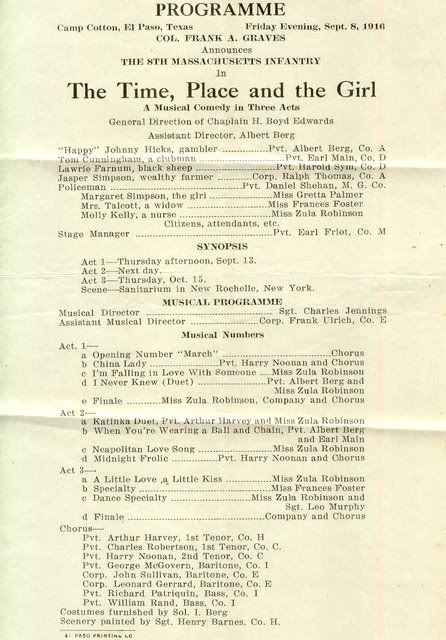 PROGRAMME
Camp Cotton, El Paso, Texas Friday Evening, Sept. 8, 1916
COL. FRANK A. GRAVES
Announces
THE 8TH MASSACHUSETTS INFANTRY
In
The Time, Place and the Girl
A Musical Comedy in Three Acts
General Direction of Chaplain H. Boyd Edwards
Assistant Director, Albert Berg
"Happy" Johnny Hicks, gambler ..................Pvt. Albert Berg, Co. A
Tom Cunningham, a clubman ........................Pvt. Earl Main, Co. D
Lawrie Farnum, black sheep ......................Pvt. Harold Sym, Co. D
Jasper Simpson, wealthy farmer ............Corp. Ralph Thomas, Co. A
Policeman ................................Pvt. Daniel Shehan, M. G. Co.
Margaret Simpson, the girl ..................Miss Gretta Palmer
Mrs. Talcott, a widow ........................Miss Frances Foster
Molly Kelly, a nurse ..........................Miss Zula Robinson
Citizens, attendants, etc.
Stage Manager ................................Pvt. Earl Friot, Co. M
SYNOPSIS
Act 1—Thursday afternoon, Sept. 13.
Act 2—Next day.
Act 3—Thursday, Oct. 15.
Scene—Sanitarium in New Rochelle, New York.
MUSICAL PROGRAMME
Musical Director ................................Sgt. Charles Jennings
Assistant Musical Director ..................Corp. Frank Ulrich, Co. E
Musical Numbers
Act. 1—
a Opening Number "March" ................................Chorus
b China Lady ........................Pvt. Harry Noonan and Chorus
c I'm Falling in Love With Someone ....Miss Zula Robinson
d I Never Knew (Duet) ....................Pvt. Albert Berg and
Miss Zula Robinson
e Finale ................Miss Zula Robinson, Company and Chorus
Act 2—
a Katinka Duet, Pvt. Arthur Harvey and Miss Zula Robinson
b When You're Wearing a Ball and Chain, Pvt. Albert Berg
and Earl Main
c Neapolitan Love Song ......................Miss Zula Robinson
d Midnight Frolic ..............Pvt. Harry Noonan and Chorus
Act 3—
a A Little Love ,a Little Kiss ..............Miss Zula Robinson
b Specialty ................................Miss Frances Foster
c Dance Specialty ....................Miss Zula Robinson and
Sgt. Leo Murphy
d Finale ................................Company and Chorus
Chorus—
Pvt. Arthur Harvey, 1st Tenor, Co. H
Pvt. Charles Robertson, 1st Tenor, Co. C.
Pvt. Harry Noonan, 2nd Tenor, Co. C
Pvt. George McGovern, Baritone, Co. I
Corp. John Sullivan, Baritone, Co. E
Corp. Leonard Gerrard, Baritone, Co. E
Pvt. Richard Patriquin, Bass, Co. I
Pvt. William Rand, Bass, Co. I
Costumes furnished by Sol. I. Berg
Scenery painted by Sgt. Henry Barnes. Co. H.
EL PASO PRINTING CO